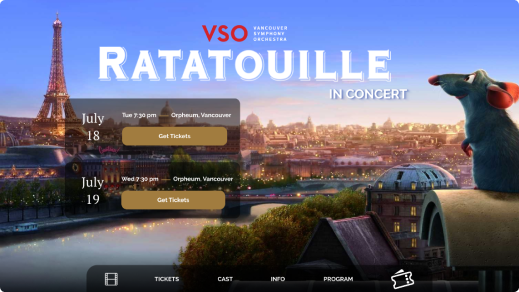 VSO VANCOUVER
SYMPHONY
ORCHESTRA
RATATOUILLE
IN CONCERT
July
18
Tue 7:30 pm Orpheum, Vancouver
Get Tickets
July
19
Wed 7:30 pm Orpheum, Vancouver
Get Tickets
TICKETS CAST INFO PROGRAM